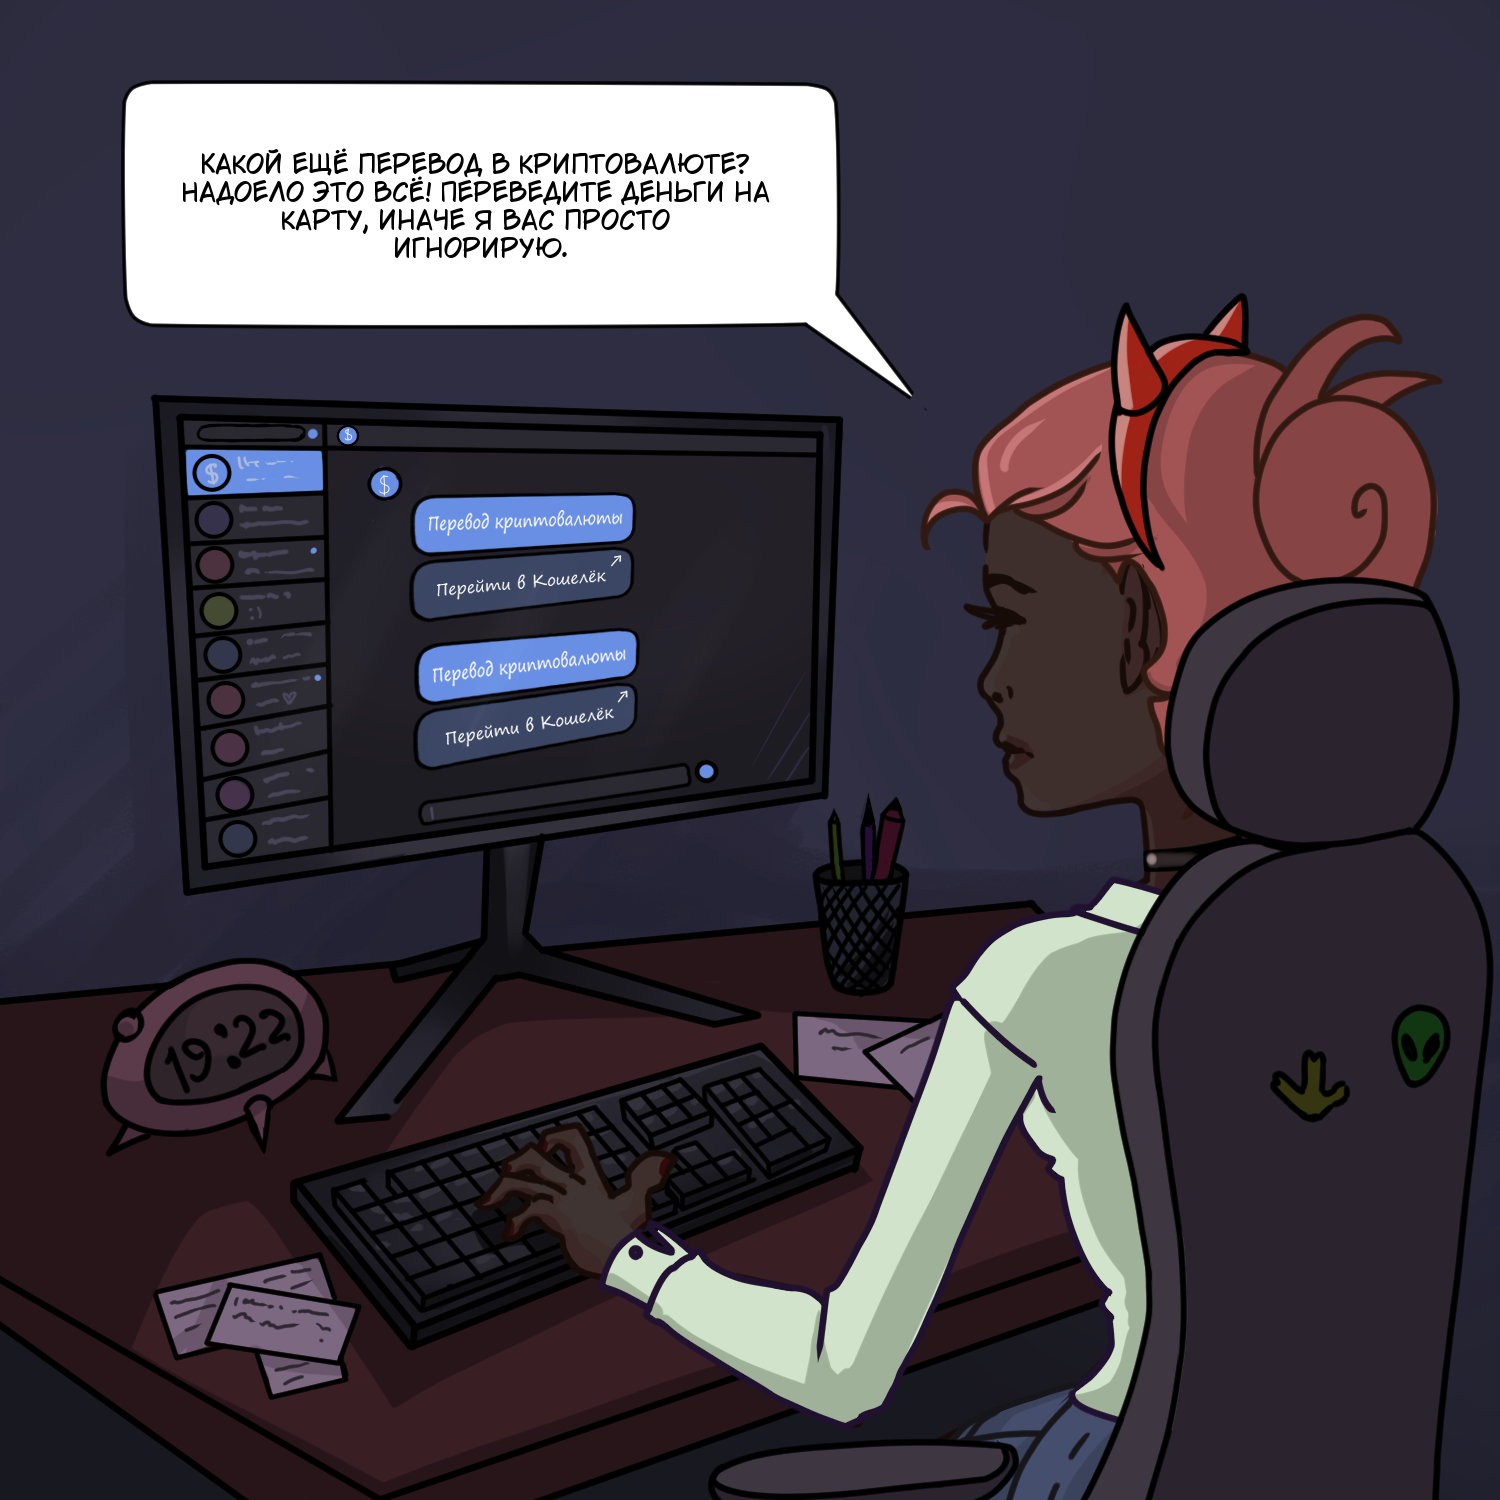 КАКОЙ ЕЩЁ ПЕРЕВОД В КРИПТОВАЛЮТЕ?
НАДОЕЛО ЭТО ВСЁ! ПЕРЕВЕДИТЕ ДЕНЬГИ НА
КАРТУ, ИНАЧЕ Я ВАС ПРОСТО
ИГНОРИРУЮ.
$
$
:)
$
Перевод криптовалюты
Перейти в Кошелёк
Перевод криптовалюты
Перейти в Кошелёк
19:22